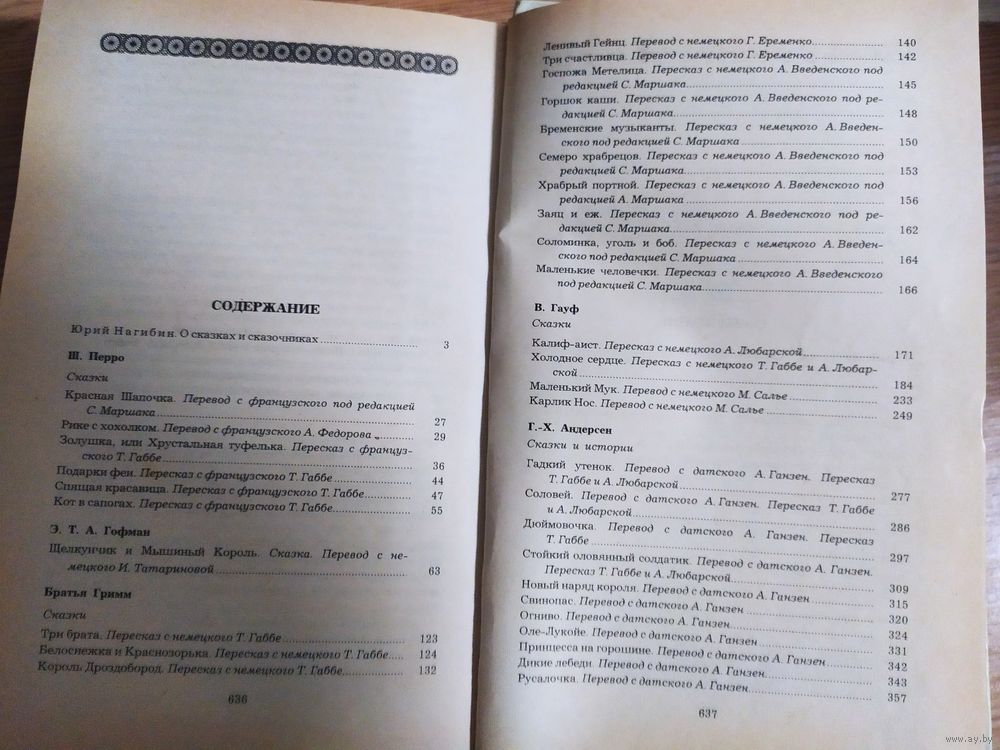 СОДЕРЖАНИЕ
Юрий Нагибин. О сказках и сказочниках 3
Ш. Перро
Сказки
Красная Шапочка. Перевод с французского под редакцией
С. Маршака 27
Рике с хохолком. Перевод с французского А. Федорова 29
Золушка, или Хрустальная туфелька. Пересказ с француз-
ского Т. Габбе 36
Подарки феи. Пересказ с французского Т. Габбе 44
Спящая красавица. Пересказ с французского Т. Габбе 47
Кот в сапогах. Пересказ с французского Т. Габбе 55
Э. Т. А. Гофман
Щелкунчик и Мышиный Король. Сказка. Перевод с не-
мецкого И. Татариновой 63
Братья Гримм
Сказки
Три брата. Пересказ с немецкого Т. Габбе 123
Белоснежка и Краснозорька. Пересказ с немецкого Т. Габбе 124
Король Дроздобород. Пересказ с немецкого Т. Габбе 132
636
Ленивый Гейнц. Перевод с немецкого Г. Еременко 140
Три счастливца. Перевод с немецкого Г. Еременко 142
Госпожа Метелица. Пересказ с немецкого А. Введенского под
редакцией С. Маршака 145
Горшок каши. Пересказ с немецкого А. Введенского под ре-
дакцией С. Маршака 148
Бременские музыканты. Пересказ с немецкого А. Введен-
ского под редакцией С. Маршака 150
Семеро храбрецов. Пересказ с немецкого А. Введенского под
редакцией С. Маршака 153
Храбрый портной. Пересказ с немецкого А. Введенского под
редакцией А. Маршака 156
Заяц и еж. Пересказ с немецкого А. Введенского под ре-
дакцией С. Маршака 162
Соломинка, уголь и боб. Пересказ с немецкого А. Введен-
ского под редакцией С. Маршака 164
Маленькие человечки. Пересказ с немецкого А. Введенского
под редакцией С. Маршака 166
В. Гауф
Сказки
Калиф-аист. Пересказ с немецкого А. Любарской 171
Холодное сердце. Пересказ с немецкого Т. Габбе и А. Любар-
ской 184
Маленький Мук. Перевод с немецкого М. Салье 233
Карлик Нос. Перевод с немецкого М. Салье 249
Г.-Х. Андерсен
Сказки и истории
Гадкий утенок. Перевод с датского А. Ганзен. Пересказ
Т. Габбе и А. Любарской 277
Соловей. Перевод с датского А. Ганзен. Пересказ Т. Габбе
и А. Любарской 286
Дюймовочка. Перевод с датского А. Ганзен. Пересказ
Т. Габбе 297
Стойкий оловянный солдатик. Перевод с датского А. Ганзен.
Пересказ Т. Габбе и А. Любарской 309
Новый наряд короля. Перевод с датского А. Ганзен 315
Свинопас. Перевод с датского А. Ганзен 320
Огниво. Перевод с датского А. Ганзен 324
Оле-Лукойе. Перевод с датского А. Ганзен 331
Принцесса на горошине. Перевод с датского А. Ганзен 342
Дикие лебеди. Перевод с датского А. Ганзен 343
Русалочка. Перевод с датского А. Ганзен 357
637
www.ay.by